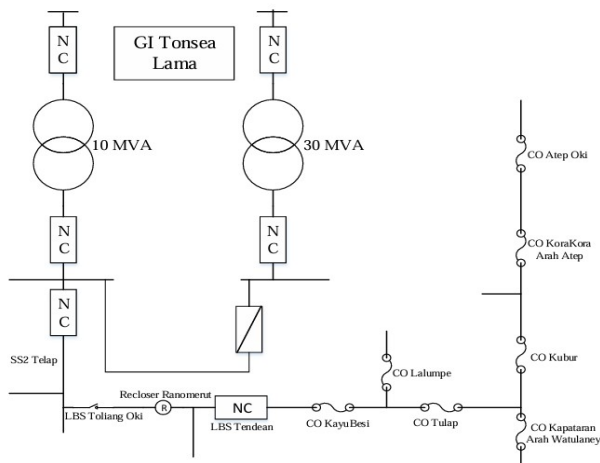 N
C
GI Tonsea
Lama
N
C
10 MVA
30 MVA
CO Atep Oki
N
C
N
C
CO KoraKora
Arah Atep
N
C
SS2 Telap
CO Kubur
CO Lalumpe
Recloser Ranomerut
LBS Toliang Oki
R
NC
LBS Tendean
CO KayuBesi
CO Tulap
CO Kapataran
Arah Watulaney